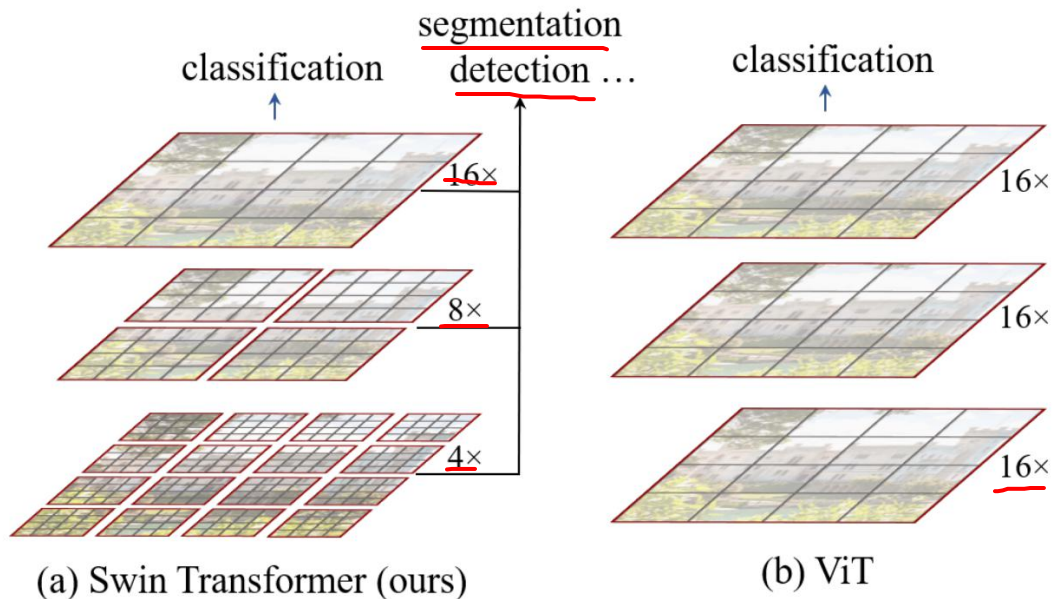 segmentation
classification
detection ...
16×
8×
4×
(a) Swin Transformer (ours)
classification
16×
16×
16×
(b) ViT